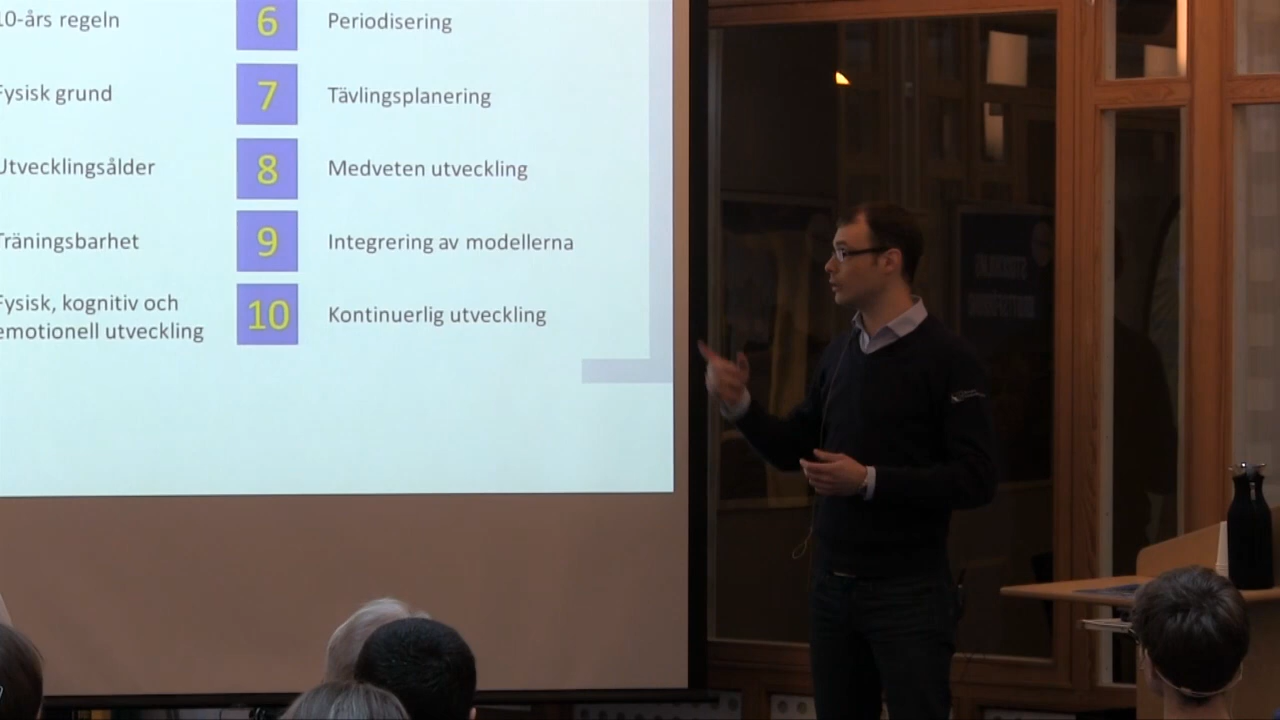 10-års regeln
6 Periodisering
Fysisk grund
7 Tävlingsplanering
Utvecklingsålder
8 Medveten utveckling
Träningsbarhet
9 Integrering av modellerna
Fysisk, kognitiv och
emotionell utveckling
10 Kontinuerlig utveckling